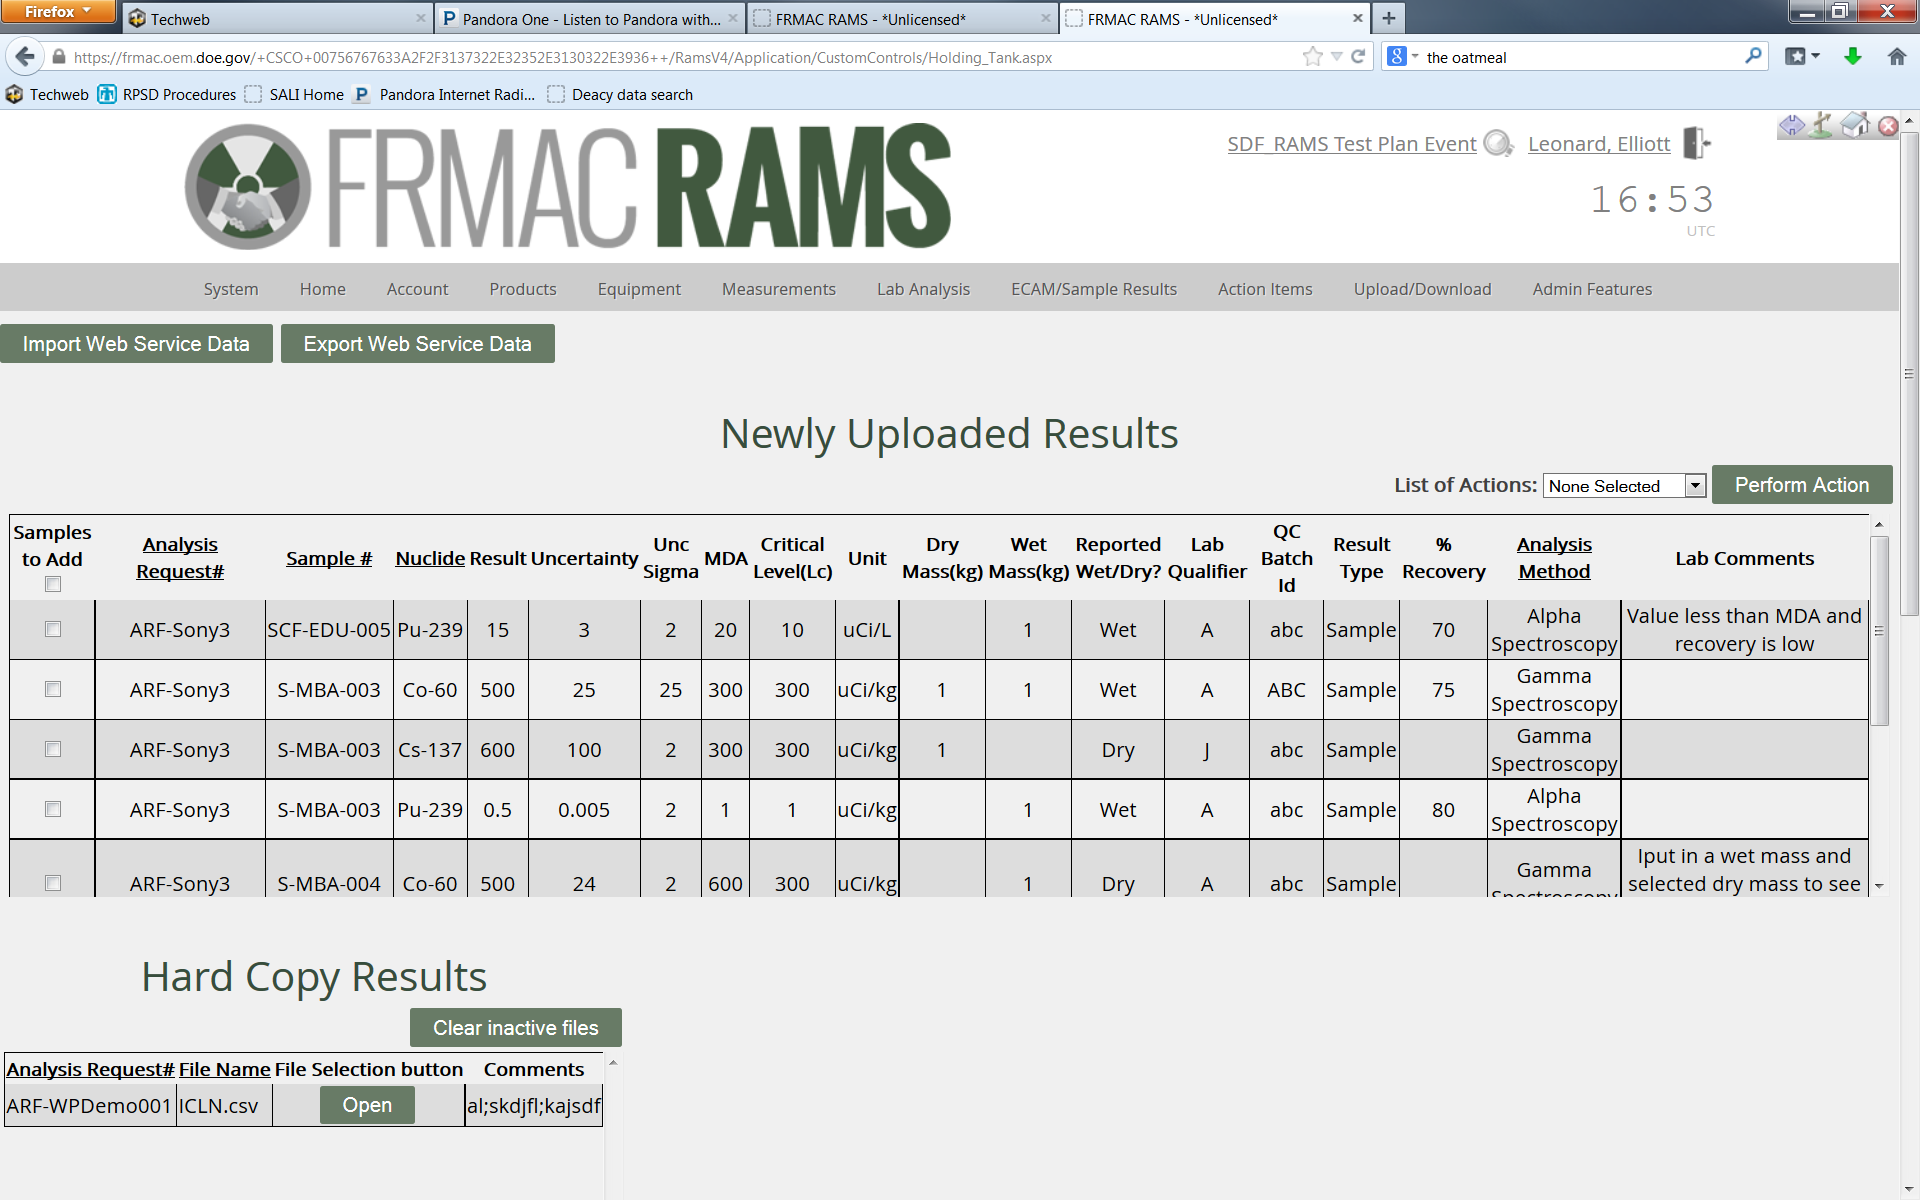 Firefox
Techweb
Pandora One - Listen to Pandora with...
FRMAC RAMS - *Unlicensed*
FRMAC RAMS - *Unlicensed*
https://frmac.oem.doe.gov/+CSCO+00756767633A2F2F3137322E32352E3130322E3936++/RamsV4/Application/CustomControls/Holding_Tank.aspx
the oatmeal
Techweb RPSD Procedures SALI Home Pandora Internet Radi... Deacy data search
FRMAC RAMS
SDF_RAMS Test Plan Event Leonard, Elliott
16:53
UTC
System Home Account Products Equipment Measurements Lab Analysis ECAM/Sample Results Action Items Upload/Download Admin Features
Import Web Service Data Export Web Service Data
Newly Uploaded Results
List of Actions: None Selected Perform Action
Samples to Add Analysis Request# Sample # Nuclide Result Uncertainty Unc Sigma MDA Critical Level(Lc) Unit Dry Mass(kg) Wet Mass(kg) Reported Wet/Dry? Lab Qualifier QC Batch Id Result Type % Recovery Analysis Method Lab Comments
ARF-Sony3 SCF-EDU-005 Pu-239 15 3 2 20 10 uCi/L 1 Wet A abc Sample 70 Alpha Spectroscopy Value less than MDA and recovery is low
ARF-Sony3 S-MBA-003 Co-60 500 25 25 300 300 uCi/kg 1 1 Wet A ABC Sample 75 Gamma Spectroscopy
ARF-Sony3 S-MBA-003 Cs-137 600 100 2 300 300 uCi/kg 1 Dry J abc Sample Gamma Spectroscopy
ARF-Sony3 S-MBA-003 Pu-239 0.5 0.005 2 1 1 uCi/kg 1 Wet A abc Sample 80 Alpha Spectroscopy
ARF-Sony3 S-MBA-004 Co-60 500 24 2 600 300 uCi/kg 1 Dry A abc Sample Gamma Spectroscopy Iput in a wet mass and selected dry mass to see
Hard Copy Results
Clear inactive files
Analysis Request# File Name File Selection button Comments
ARF-WPDemo001 ICLN.csv Open al;skdjfl;kajsdf